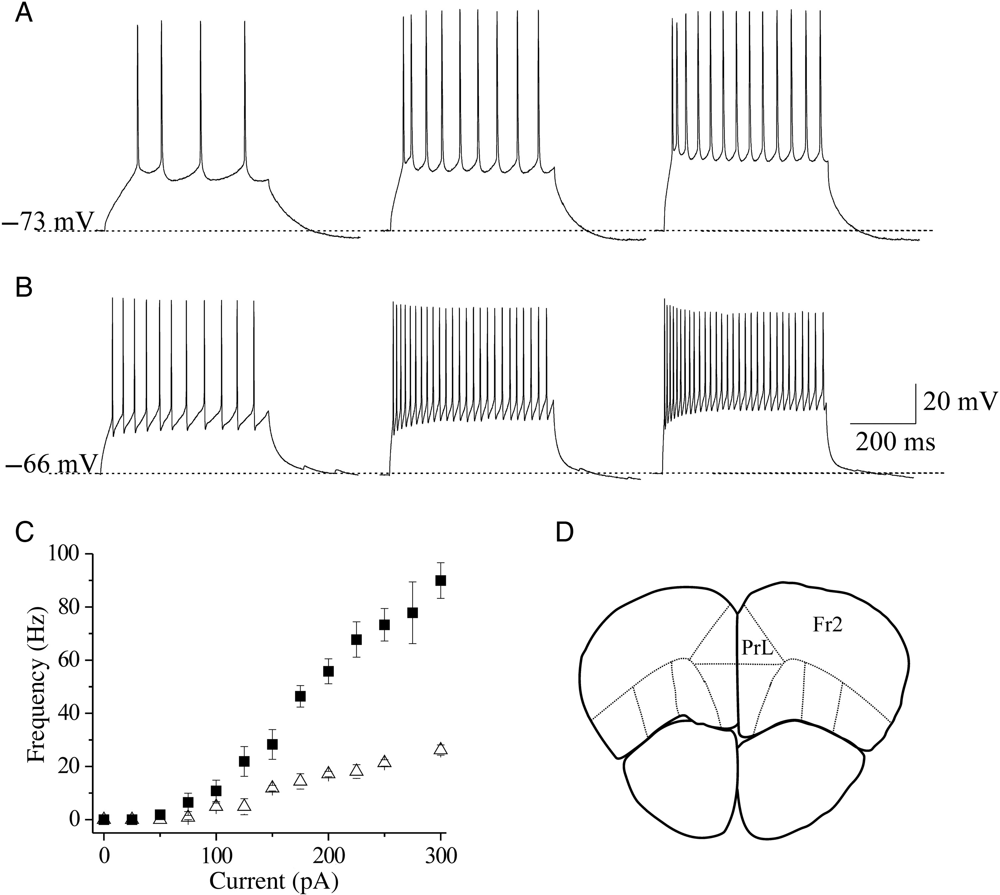 A
−73 mV
B
−66 mV
20 mV
200 ms
C
100
80
60
40
20
0
Frequency (Hz)
0 100 200 300
Current (pA)
D
Fr2
PrL